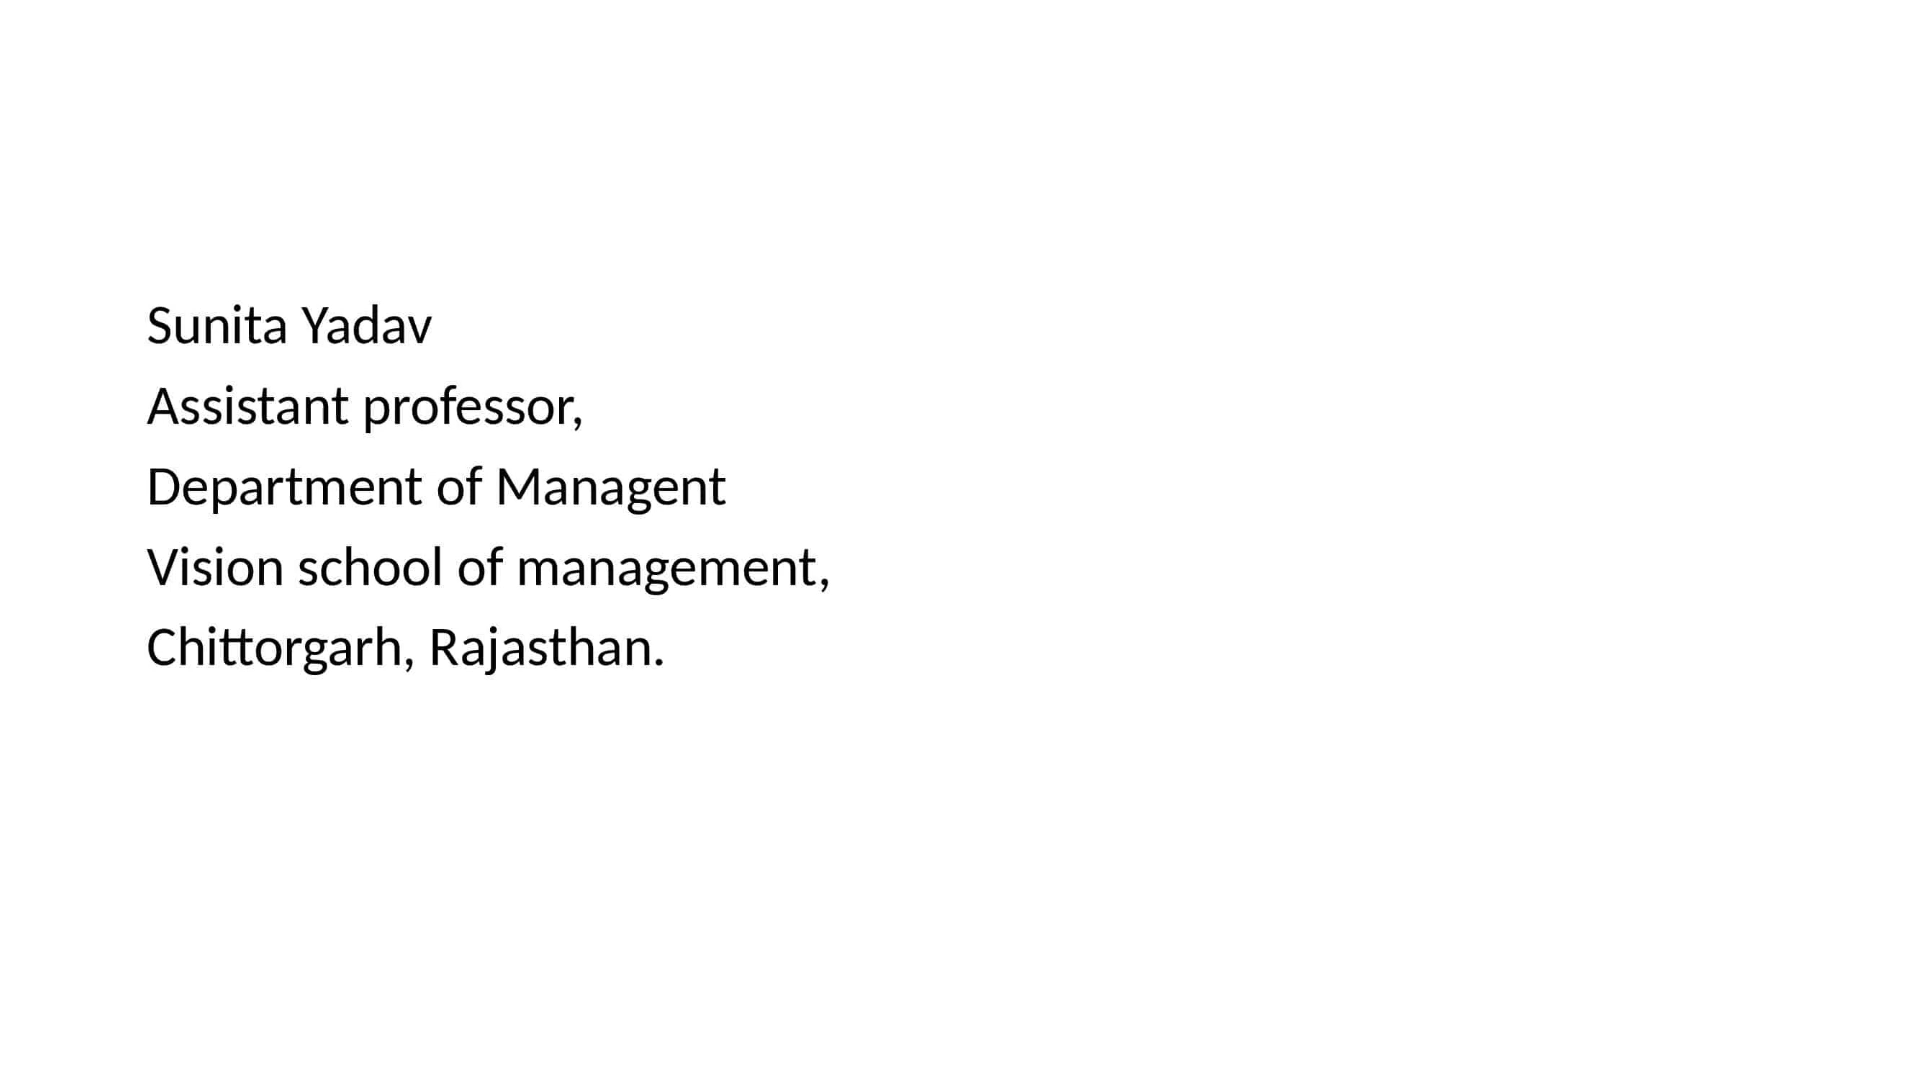 Sunita Yadav
Assistant professor,
Department of Managent
Vision school of management,
Chittorgarh, Rajasthan.